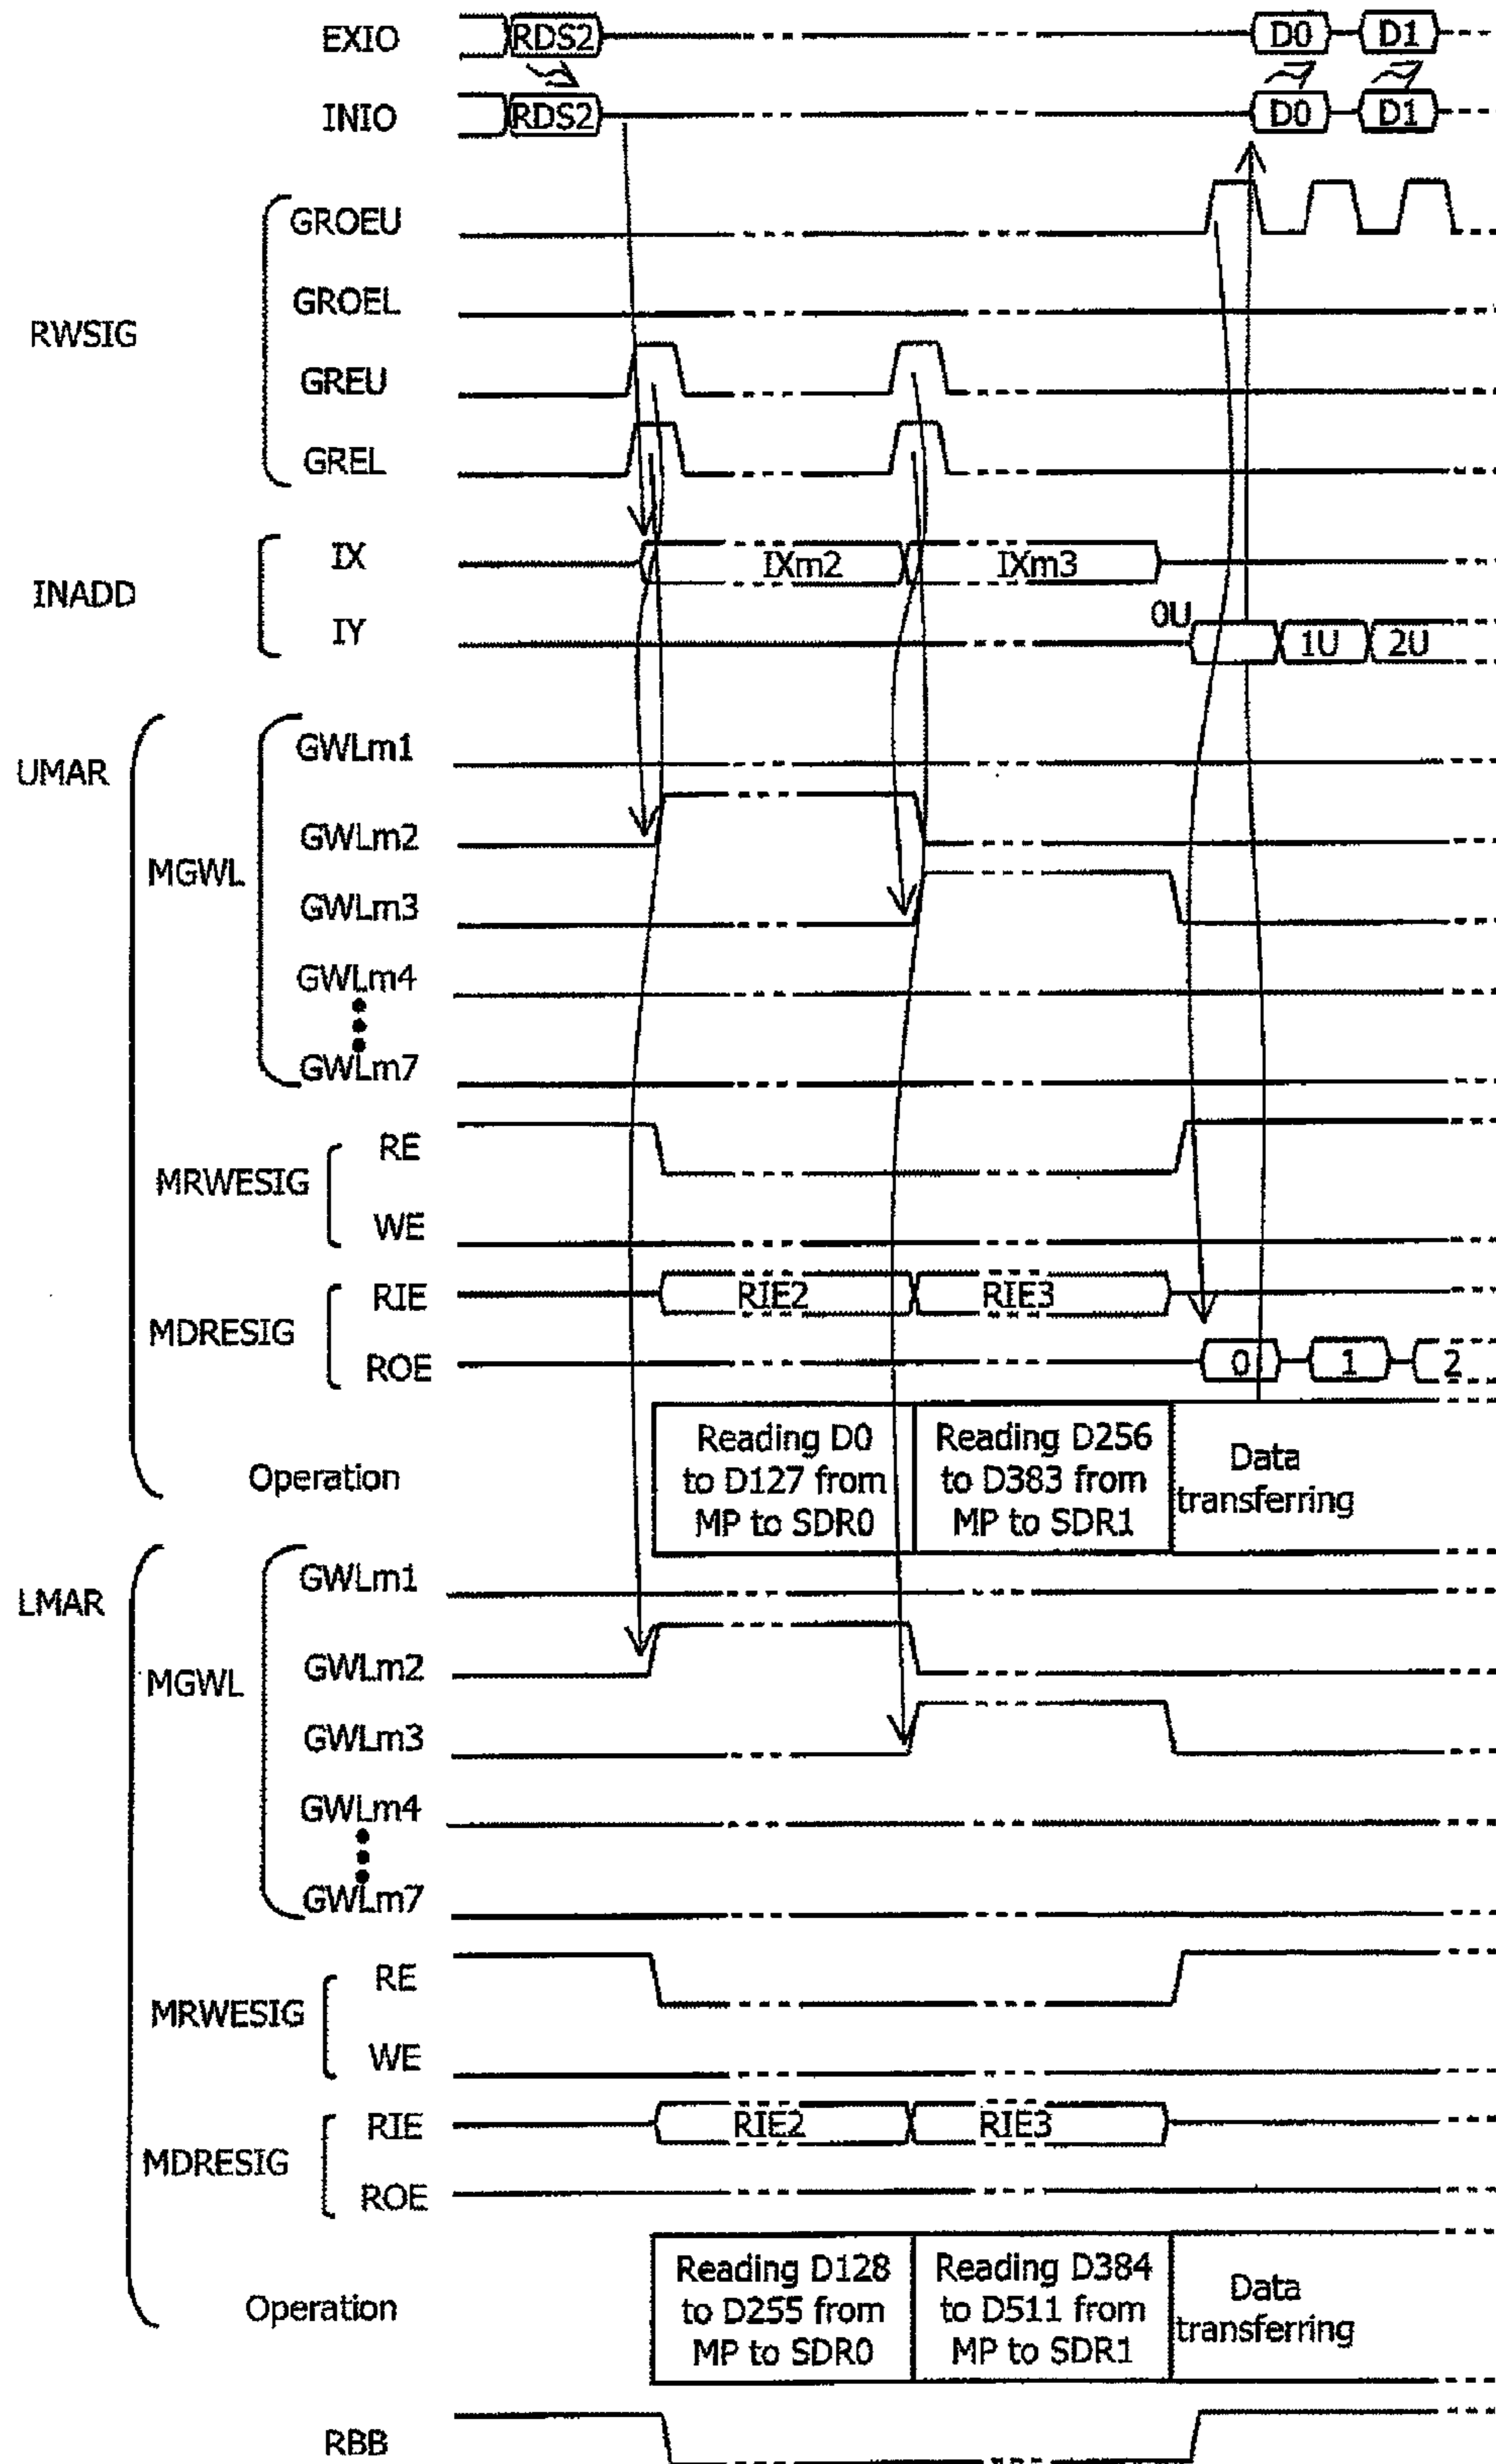 EXIO RDS2 D0 D1
INIO RDS2 D0 D1
RWSIG
GROEU
GROEL
GREU
GREL
INADD
IX IXm2 IXm3
IY 0U 1U 2U
UMAR
MGWL
GWLm1
GWLm2
GWLm3
GWLm4
GWLm7
MRWESIG
RE
WE
MDRESIG
RIE RIE2 RIE3
ROE 0 1 2
Operation
Reading D0
to D127 from
MP to SDR0
Reading D256
to D383 from
MP to SDR1
Data
transferring
LMAR
MGWL
GWLm1
GWLm2
GWLm3
GWLm4
GWLm7
MRWESIG
RE
WE
MDRESIG
RIE RIE2 RIE3
ROE
Operation
Reading D128
to D255 from
MP to SDR0
Reading D384
to D511 from
MP to SDR1
Data
transferring
RBB